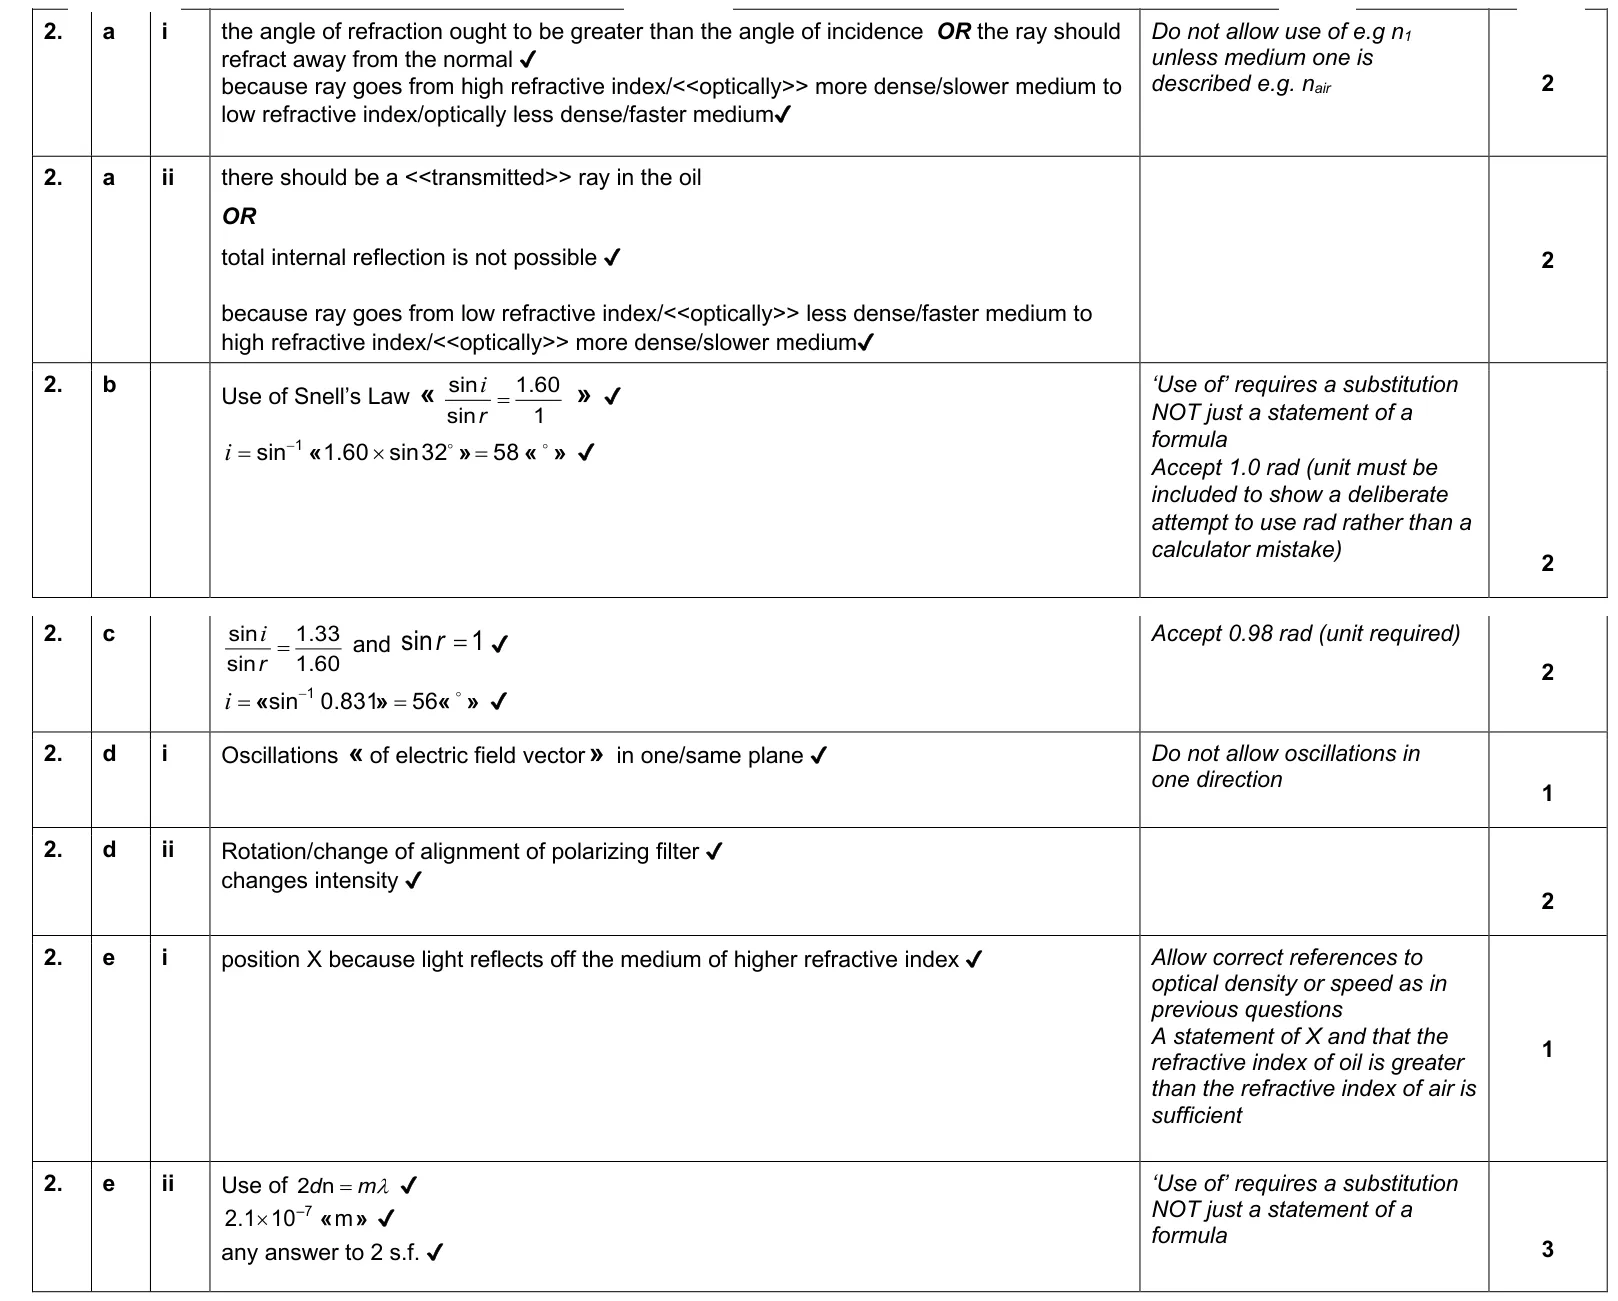 2. a i the angle of refraction ought to be greater than the angle of incidence OR the ray should
refract away from the normal ✓
because ray goes from high refractive index/<<optically>> more dense/slower medium to
low refractive index/optically less dense/faster medium✓
Do not allow use of e.g n₁
unless medium one is
described e.g. n_air
2
2. a ii there should be a <<transmitted>> ray in the oil
OR
total internal reflection is not possible ✓
because ray goes from low refractive index/<<optically>> less dense/faster medium to
high refractive index/<<optically>> more dense/slower medium✓
2
2. b Use of Snell’s Law « sin i / sin r = 1.60 / 1 » ✓
i = sin⁻¹ «1.60 × sin 32° » = 58 « ° » ✓
‘Use of’ requires a substitution
NOT just a statement of a
formula
Accept 1.0 rad (unit must be
included to show a deliberate
attempt to use rad rather than a
calculator mistake)
2
2. c sin i / sin r = 1.33 / 1.60 and sin r = 1 ✓
i = «sin⁻¹ 0.831» = 56« ° » ✓
Accept 0.98 rad (unit required)
2
2. d i Oscillations « of electric field vector» in one/same plane ✓
Do not allow oscillations in
one direction
1
2. d ii Rotation/change of alignment of polarizing filter ✓
changes intensity ✓
2
2. e i position X because light reflects off the medium of higher refractive index ✓
Allow correct references to
optical density or speed as in
previous questions
A statement of X and that the
refractive index of oil is greater
than the refractive index of air is
sufficient
1
2. e ii Use of 2dn = mλ ✓
2.1×10⁻⁷ «m» ✓
any answer to 2 s.f. ✓
‘Use of’ requires a substitution
NOT just a statement of a
formula
3